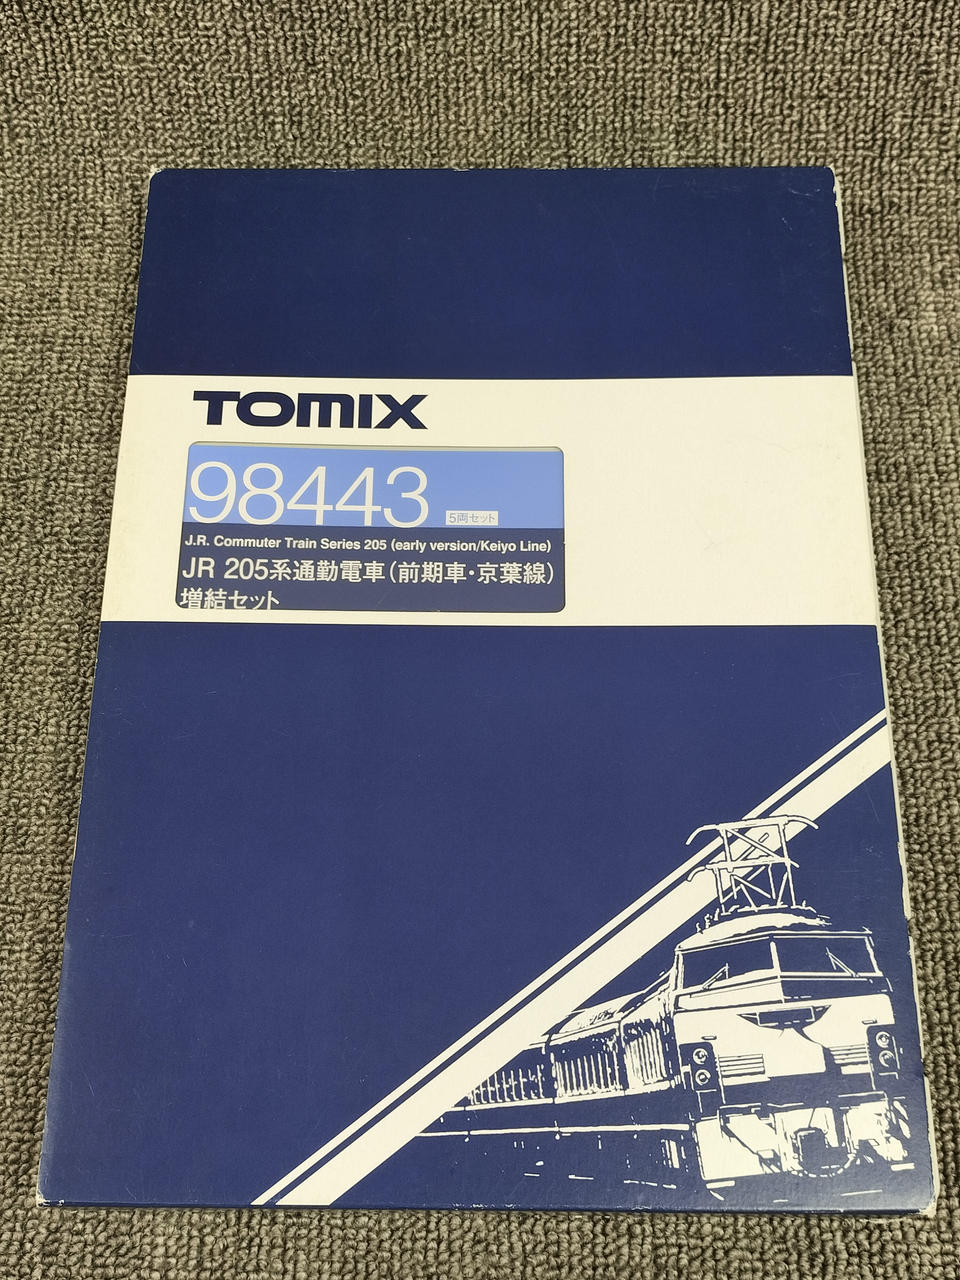 TOMIX
98443 5両セット
J.R. Commuter Train Series 205 (early version/Keiyo Line)
JR 205系通勤電車(前期車・京葉線)
増結セット